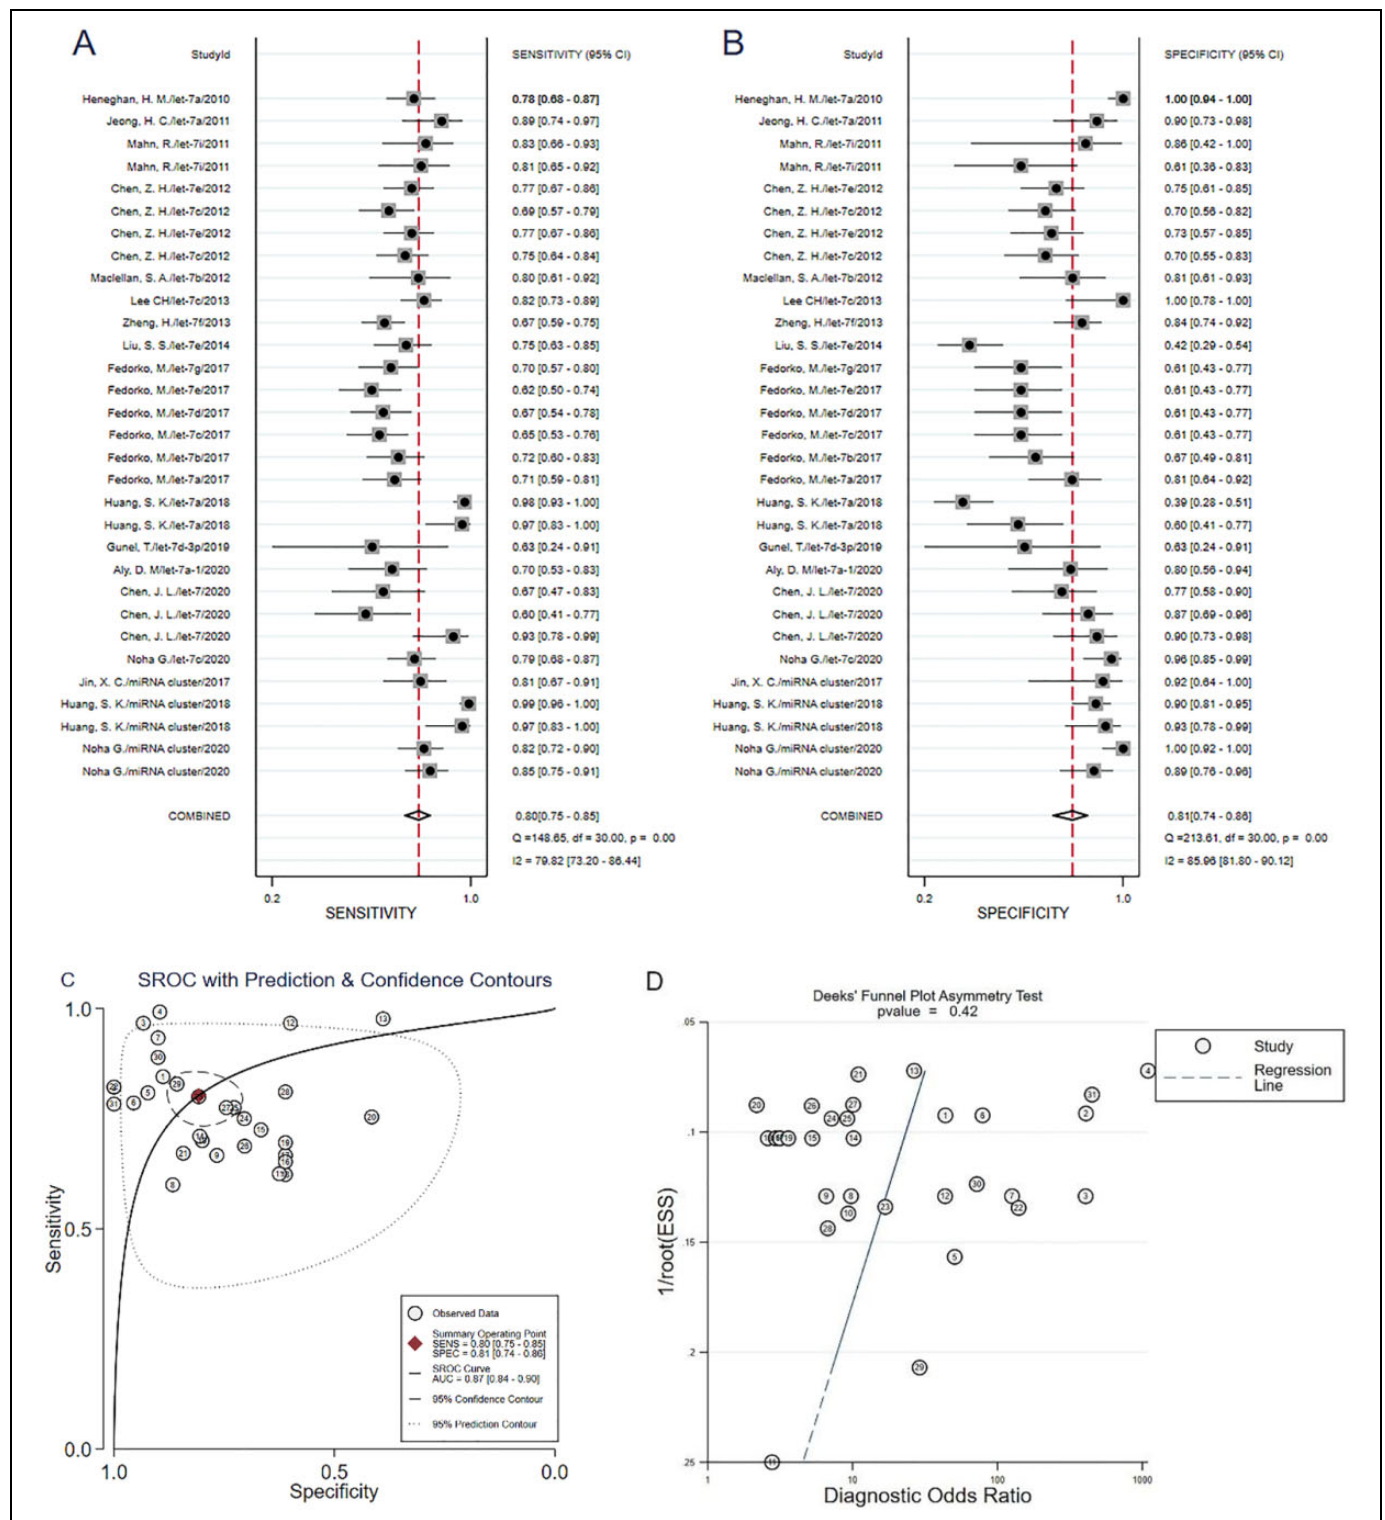 A
StudyId SENSITIVITY (95% CI)
Heneghan, H. M./let-7a/2010 0.78 [0.68 - 0.87]
Jeong, H. C./let-7a/2011 0.89 [0.74 - 0.97]
Mahn, R./let-7i/2011 0.83 [0.66 - 0.93]
Mahn, R./let-7i/2011 0.81 [0.65 - 0.92]
Chen, Z. H./let-7e/2012 0.77 [0.67 - 0.86]
Chen, Z. H./let-7c/2012 0.69 [0.57 - 0.79]
Chen, Z. H./let-7e/2012 0.77 [0.67 - 0.86]
Chen, Z. H./let-7c/2012 0.75 [0.64 - 0.84]
Maclellan, S. A./let-7b/2012 0.80 [0.61 - 0.92]
Lee CH/let-7c/2013 0.82 [0.73 - 0.89]
Zheng, H./let-7f/2013 0.67 [0.59 - 0.75]
Liu, S. S./let-7e/2014 0.75 [0.63 - 0.85]
Fedorko, M./let-7g/2017 0.70 [0.57 - 0.80]
Fedorko, M./let-7e/2017 0.62 [0.50 - 0.74]
Fedorko, M./let-7d/2017 0.67 [0.54 - 0.78]
Fedorko, M./let-7c/2017 0.65 [0.53 - 0.76]
Fedorko, M./let-7b/2017 0.72 [0.60 - 0.83]
Fedorko, M./let-7a/2017 0.71 [0.59 - 0.81]
Huang, S. K./let-7a/2018 0.98 [0.93 - 1.00]
Huang, S. K./let-7a/2018 0.97 [0.83 - 1.00]
Gunel, T./let-7d-3p/2019 0.63 [0.24 - 0.91]
Aly, D. M/let-7a-1/2020 0.70 [0.53 - 0.83]
Chen, J. L./let-7/2020 0.67 [0.47 - 0.83]
Chen, J. L./let-7/2020 0.60 [0.41 - 0.77]
Chen, J. L./let-7/2020 0.93 [0.78 - 0.99]
Noha G./let-7c/2020 0.79 [0.68 - 0.87]
Jin, X. C./miRNA cluster/2017 0.81 [0.67 - 0.91]
Huang, S. K./miRNA cluster/2018 0.99 [0.96 - 1.00]
Huang, S. K./miRNA cluster/2018 0.97 [0.83 - 1.00]
Noha G./miRNA cluster/2020 0.82 [0.72 - 0.90]
Noha G./miRNA cluster/2020 0.85 [0.75 - 0.91]
COMBINED 0.80[0.75 - 0.85]
Q =148.65, df = 30.00, p = 0.00
I2 = 79.82 [73.20 - 86.44]
0.2 1.0
SENSITIVITY
B
StudyId SPECIFICITY (95% CI)
Heneghan, H. M./let-7a/2010 1.00 [0.94 - 1.00]
Jeong, H. C./let-7a/2011 0.90 [0.73 - 0.98]
Mahn, R./let-7i/2011 0.86 [0.42 - 1.00]
Mahn, R./let-7i/2011 0.61 [0.36 - 0.83]
Chen, Z. H./let-7e/2012 0.75 [0.61 - 0.85]
Chen, Z. H./let-7c/2012 0.70 [0.56 - 0.82]
Chen, Z. H./let-7e/2012 0.73 [0.57 - 0.85]
Chen, Z. H./let-7c/2012 0.70 [0.55 - 0.83]
Maclellan, S. A./let-7b/2012 0.81 [0.61 - 0.93]
Lee CH/let-7c/2013 1.00 [0.78 - 1.00]
Zheng, H./let-7f/2013 0.84 [0.74 - 0.92]
Liu, S. S./let-7e/2014 0.42 [0.29 - 0.54]
Fedorko, M./let-7g/2017 0.61 [0.43 - 0.77]
Fedorko, M./let-7e/2017 0.61 [0.43 - 0.77]
Fedorko, M./let-7d/2017 0.61 [0.43 - 0.77]
Fedorko, M./let-7c/2017 0.61 [0.43 - 0.77]
Fedorko, M./let-7b/2017 0.67 [0.49 - 0.81]
Fedorko, M./let-7a/2017 0.81 [0.64 - 0.92]
Huang, S. K./let-7a/2018 0.39 [0.28 - 0.51]
Huang, S. K./let-7a/2018 0.60 [0.41 - 0.77]
Gunel, T./let-7d-3p/2019 0.63 [0.24 - 0.91]
Aly, D. M/let-7a-1/2020 0.80 [0.56 - 0.94]
Chen, J. L./let-7/2020 0.77 [0.58 - 0.90]
Chen, J. L./let-7/2020 0.87 [0.69 - 0.96]
Chen, J. L./let-7/2020 0.90 [0.73 - 0.98]
Noha G./let-7c/2020 0.96 [0.85 - 0.99]
Jin, X. C./miRNA cluster/2017 0.92 [0.64 - 1.00]
Huang, S. K./miRNA cluster/2018 0.90 [0.81 - 0.95]
Huang, S. K./miRNA cluster/2018 0.93 [0.78 - 0.99]
Noha G./miRNA cluster/2020 1.00 [0.92 - 1.00]
Noha G./miRNA cluster/2020 0.89 [0.76 - 0.96]
COMBINED 0.81[0.74 - 0.86]
Q =213.61, df = 30.00, p = 0.00
I2 = 85.96 [81.80 - 90.12]
0.2 1.0
SPECIFICITY
C
SROC with Prediction & Confidence Contours
Sensitivity
1.0
0.5
0.0
1.0 0.5 0.0
Specificity
Observed Data
Summary Operating Point
SENS = 0.80 [0.75 - 0.85]
SPEC = 0.81 [0.74 - 0.86]
SROC Curve
AUC = 0.87 [0.84 - 0.90]
95% Confidence Contour
95% Prediction Contour
D
Deeks' Funnel Plot Asymmetry Test
pvalue = 0.42
1/root(ESS)
.05
.1
.15
.2
.25
1 10 100 1000
Diagnostic Odds Ratio
Study
Regression
Line